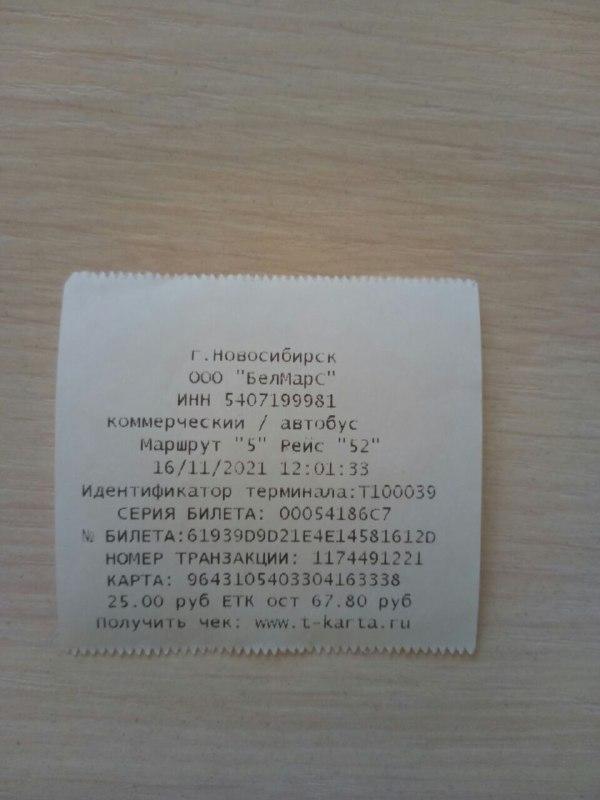 г.Новосибирск
ООО "БелМарС"
ИНН 5407199981
коммерческий / автобус
Маршрут "5" Рейс "52"
16/11/2021 12:01:33
Идентификатор терминала:T100039
СЕРИЯ БИЛЕТА: 00054186C7
№ БИЛЕТА:61939D9D21E4E14581612D
НОМЕР ТРАНЗАКЦИИ: 1174491221
КАРТА: 9643105403304163338
25.00 руб ЕТК ост 67.80 руб
Получить чек: www.t-karta.ru